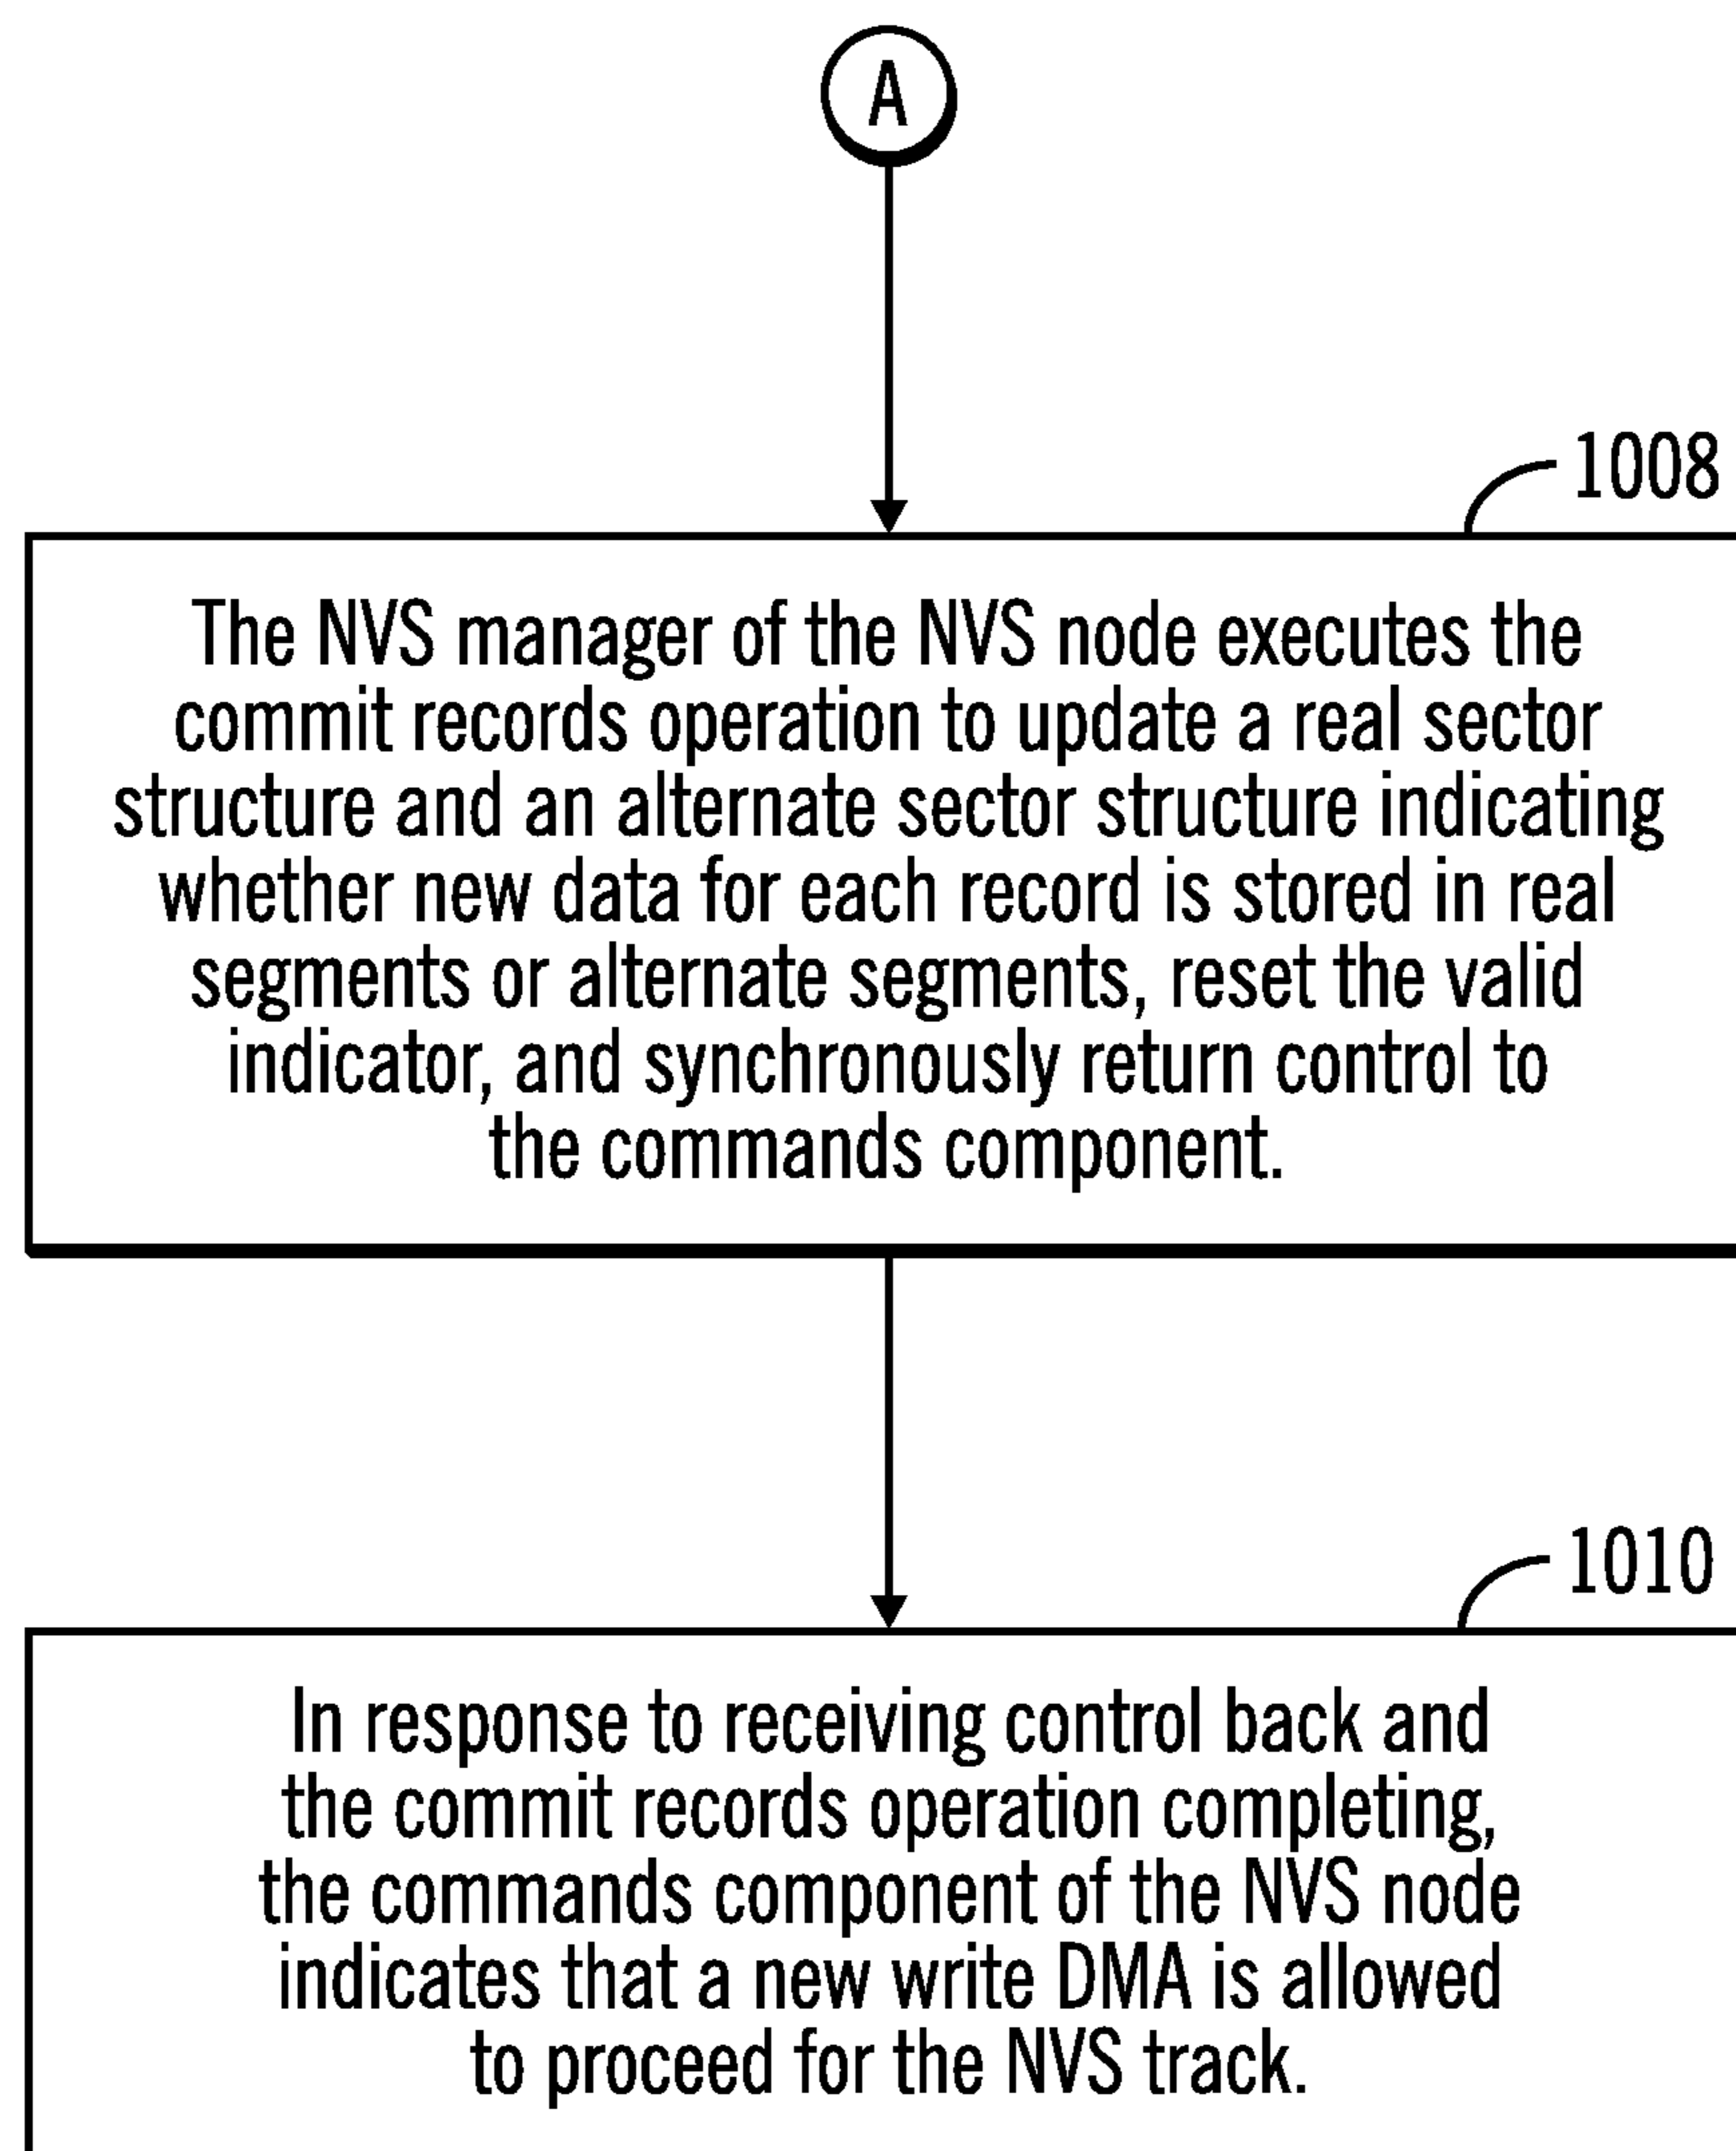 A
1008
The NVS manager of the NVS node executes the
commit records operation to update a real sector
structure and an alternate sector structure indicating
whether new data for each record is stored in real
segments or alternate segments, reset the valid
indicator, and synchronously return control to
the commands component.
1010
In response to receiving control back and
the commit records operation completing,
the commands component of the NVS node
indicates that a new write DMA is allowed
to proceed for the NVS track.